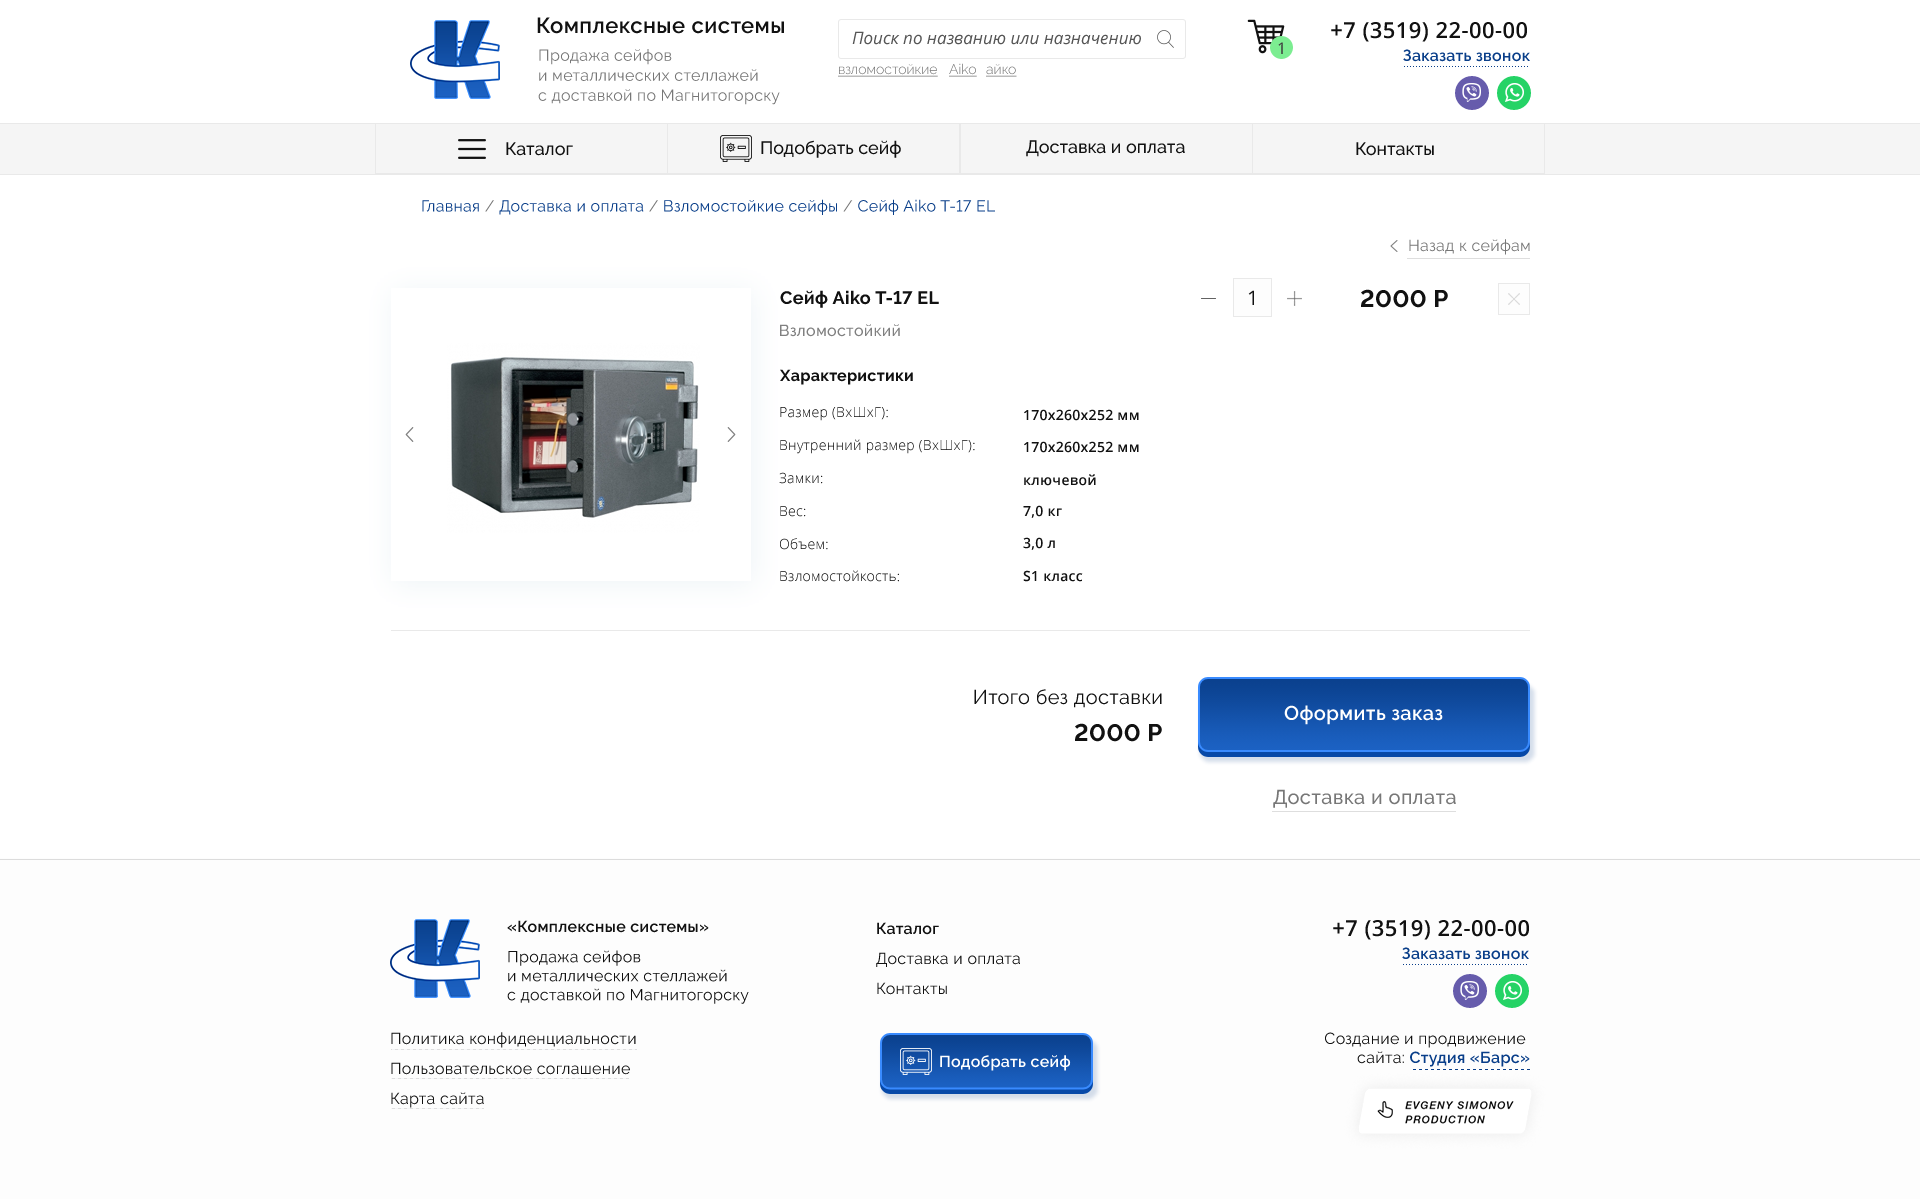 Комплексные системы
Продажа сейфов
и металлических стеллажей
с доставкой по Магнитогорску
Поиск по названию или назначению
взломостойкие Aiko айко
1
+7 (3519) 22-00-00
Заказать звонок
Каталог
Подобрать сейф
Доставка и оплата
Контакты
Главная / Доставка и оплата / Взломостойкие сейфы / Сейф Aiko T-17 EL
Назад к сейфам
Сейф Aiko T-17 EL
1
2000 Р
Взломостойкий
Характеристики
Размер (ВхШхГ): 170x260x252 мм
Внутренний размер (ВхШхГ): 170x260x252 мм
Замки: ключевой
Вес: 7,0 кг
Объем: 3,0 л
Взломостойкость: S1 класс
Итого без доставки
2000 Р
Оформить заказ
Доставка и оплата
«Комплексные системы»
Продажа сейфов
и металлических стеллажей
с доставкой по Магнитогорску
Политика конфиденциальности
Пользовательское соглашение
Карта сайта
Каталог
Доставка и оплата
Контакты
Подобрать сейф
+7 (3519) 22-00-00
Заказать звонок
Создание и продвижение
сайта: Студия «Барс»
EVGENY SIMONOV
PRODUCTION